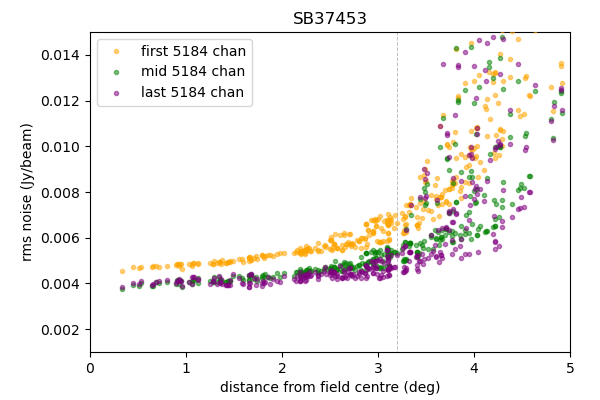 SB37453
first 5184 chan
mid 5184 chan
last 5184 chan
0.014
0.012
0.010
0.008
0.006
0.004
0.002
rms noise (Jy/beam)
0 1 2 3 4 5
distance from field centre (deg)